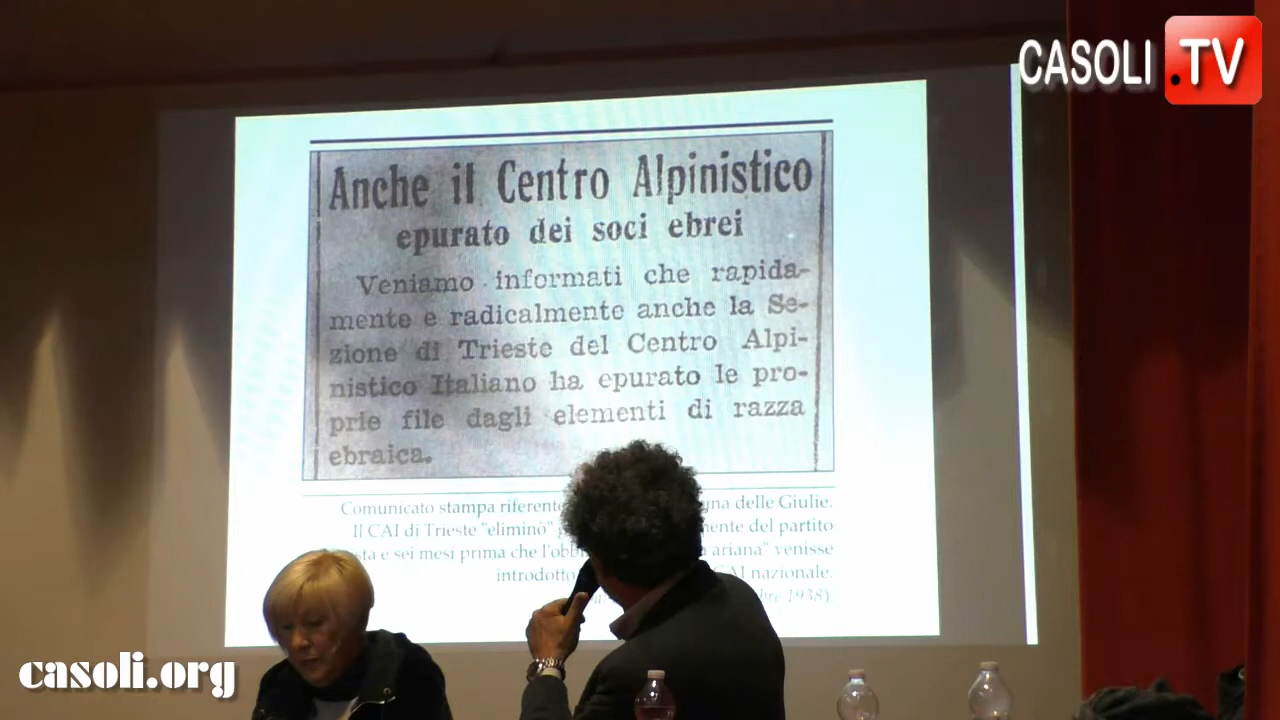 CASOLI .TV
Anche il Centro Alpinistico
epurato dei soci ebrei
Veniamo informati che rapida-
mente e radicalmente anche la Se-
zione di Trieste del Centro Alpi-
nistico Italiano ha epurato le pro-
prie file dagli elementi di razza
ebraica.
Comunicato stampa riferente delle Giulie.
Il CAI di Trieste "eliminò" del partito
e sei mesi prima che ariana" venisse
introdotto CAI nazionale.
1938).
casoli.org